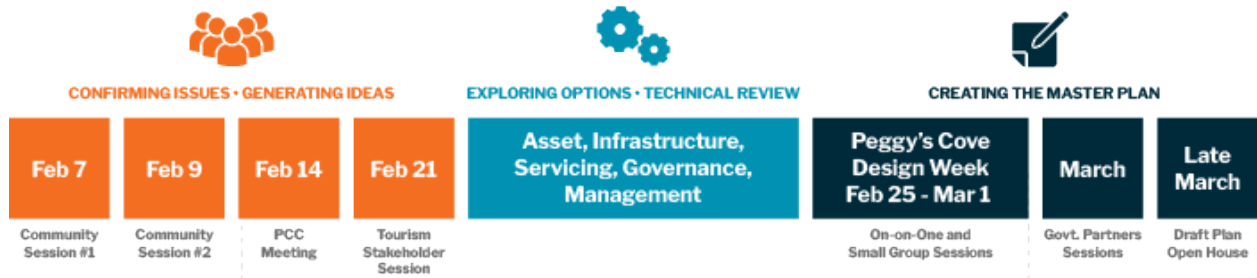 CONFIRMING ISSUES • GENERATING IDEAS
EXPLORING OPTIONS • TECHNICAL REVIEW
CREATING THE MASTER PLAN
Feb 7
Feb 9
Feb 14
Feb 21
Asset, Infrastructure,
Servicing, Governance,
Management
Peggy's Cove
Design Week
Feb 25 - Mar 1
March
Late
March
Community
Session #1
Community
Session #2
PCC
Meeting
Tourism
Stakeholder
Session
On-on-One and
Small Group Sessions
Govt. Partners
Sessions
Draft Plan
Open House